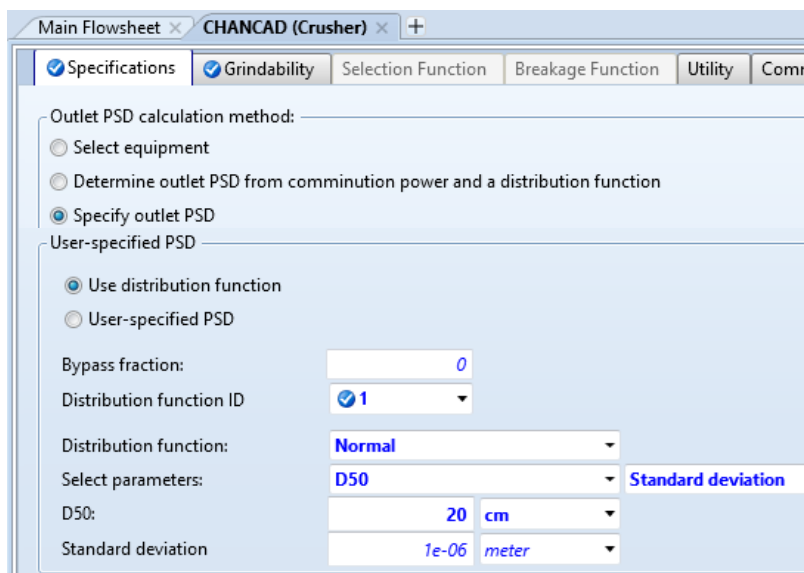 Main Flowsheet × CHANCAD (Crusher) × +
Specifications Grindability Selection Function Breakage Function Utility Comm
Outlet PSD calculation method:
Select equipment
Determine outlet PSD from comminution power and a distribution function
Specify outlet PSD
User-specified PSD
Use distribution function
User-specified PSD
Bypass fraction: 0
Distribution function ID 1
Distribution function: Normal
Select parameters: D50 Standard deviation
D50: 20 cm
Standard deviation 1e-06 meter